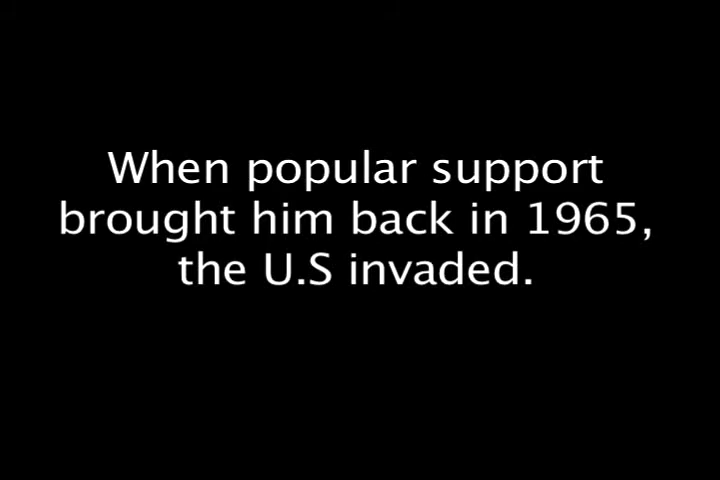 When popular support
brought him back in 1965,
the U.S invaded.